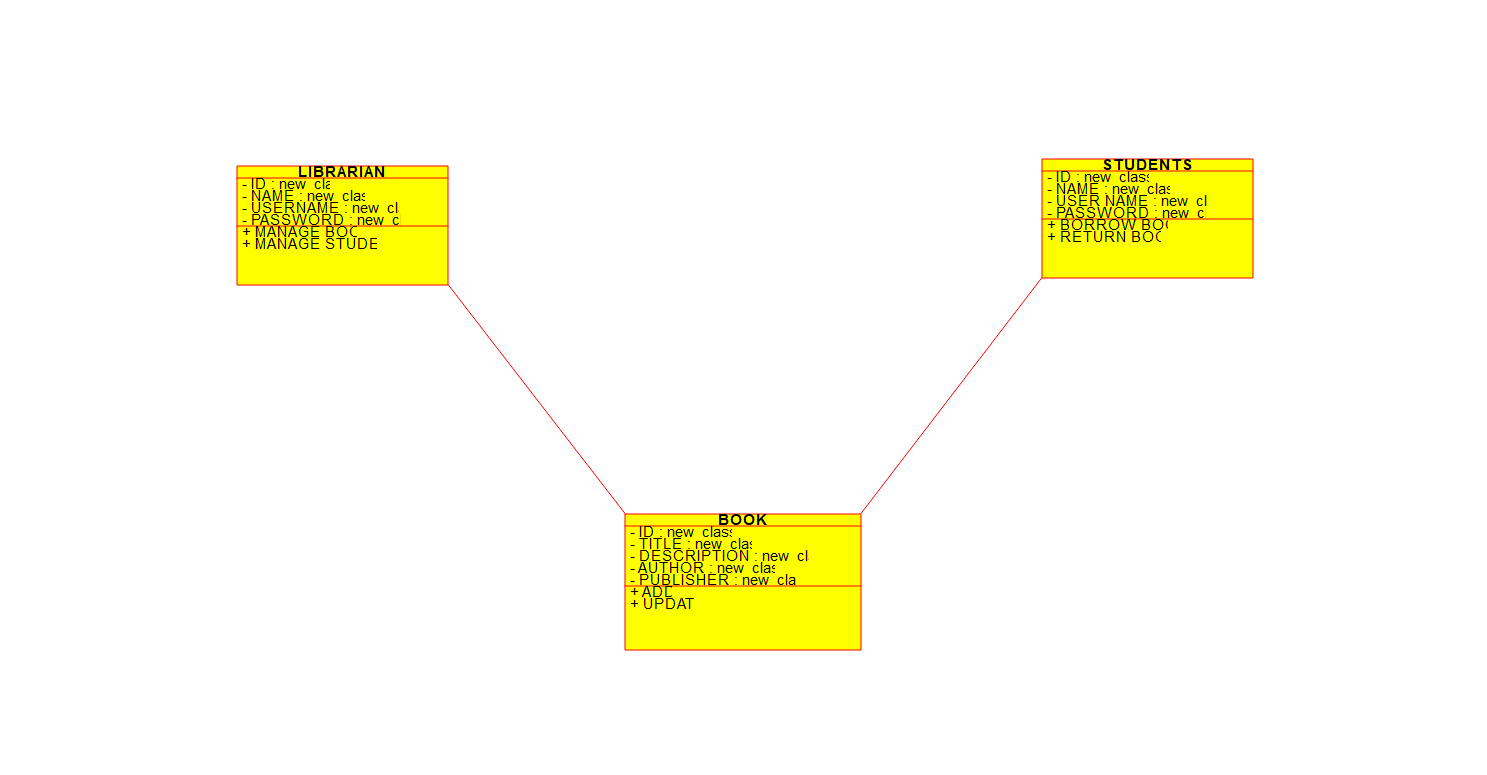 LIBRARIAN
- ID : new_cla
- NAME : new_clas
- USERNAME : new_cl
- PASSWORD : new_c
+ MANAGE BOO
+ MANAGE STUDE
STUDENTS
- ID : new_class
- NAME : new_clas
- USER NAME : new_cl
- PASSWORD : new_c
+ BORROW BOO
+ RETURN BOO
BOOK
- ID : new_class
- TITLE : new_clas
- DESCRIPTION : new_cl
- AUTHOR : new_clas
- PUBLISHER : new_cla
+ ADD
+ UPDAT